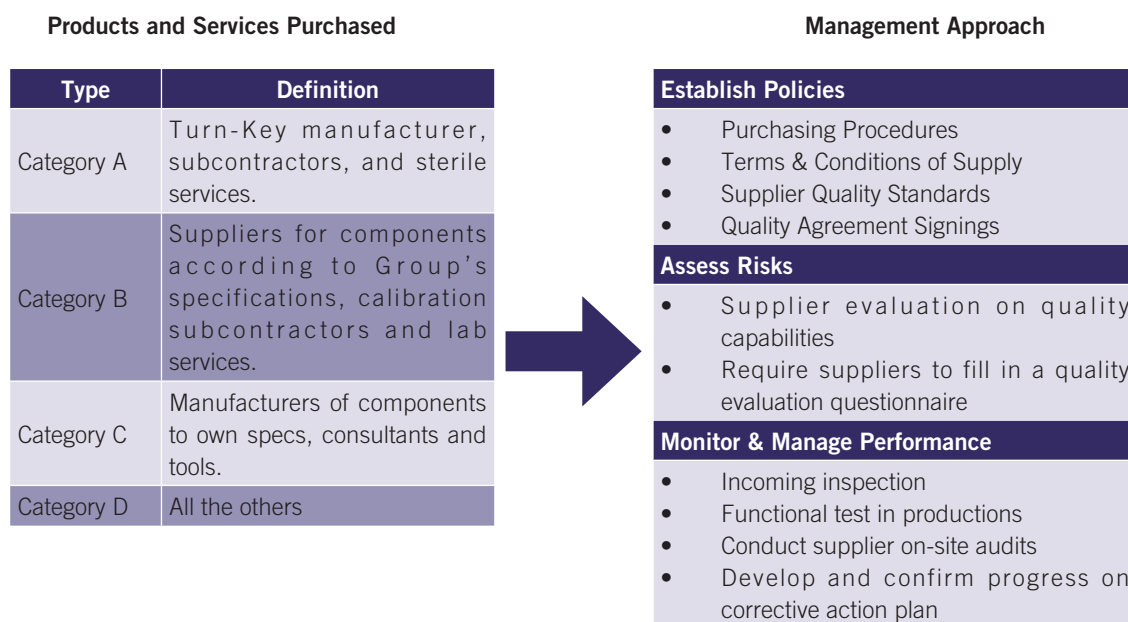 Products and Services Purchased
Type Definition
Category A
Turn-Key manufacturer,
subcontractors, and sterile
services.
Category B
Suppliers for components
according to Group's
specifications, calibration
subcontractors and lab
services.
Category C
Manufacturers of components
to own specs, consultants and
tools.
Category D All the others
Management Approach
Establish Policies
• Purchasing Procedures
• Terms & Conditions of Supply
• Supplier Quality Standards
• Quality Agreement Signings
Assess Risks
• Supplier evaluation on quality
capabilities
• Require suppliers to fill in a quality
evaluation questionnaire
Monitor & Manage Performance
• Incoming inspection
• Functional test in productions
• Conduct supplier on-site audits
• Develop and confirm progress on
corrective action plan